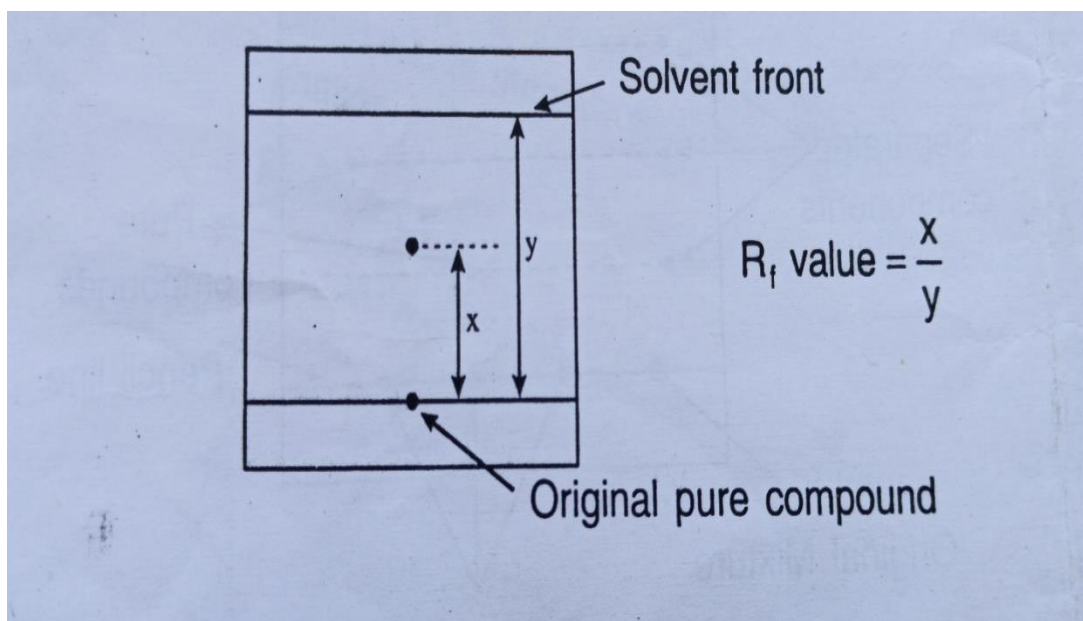 Solvent front
y
x
Rf value = x/y
Original pure compound